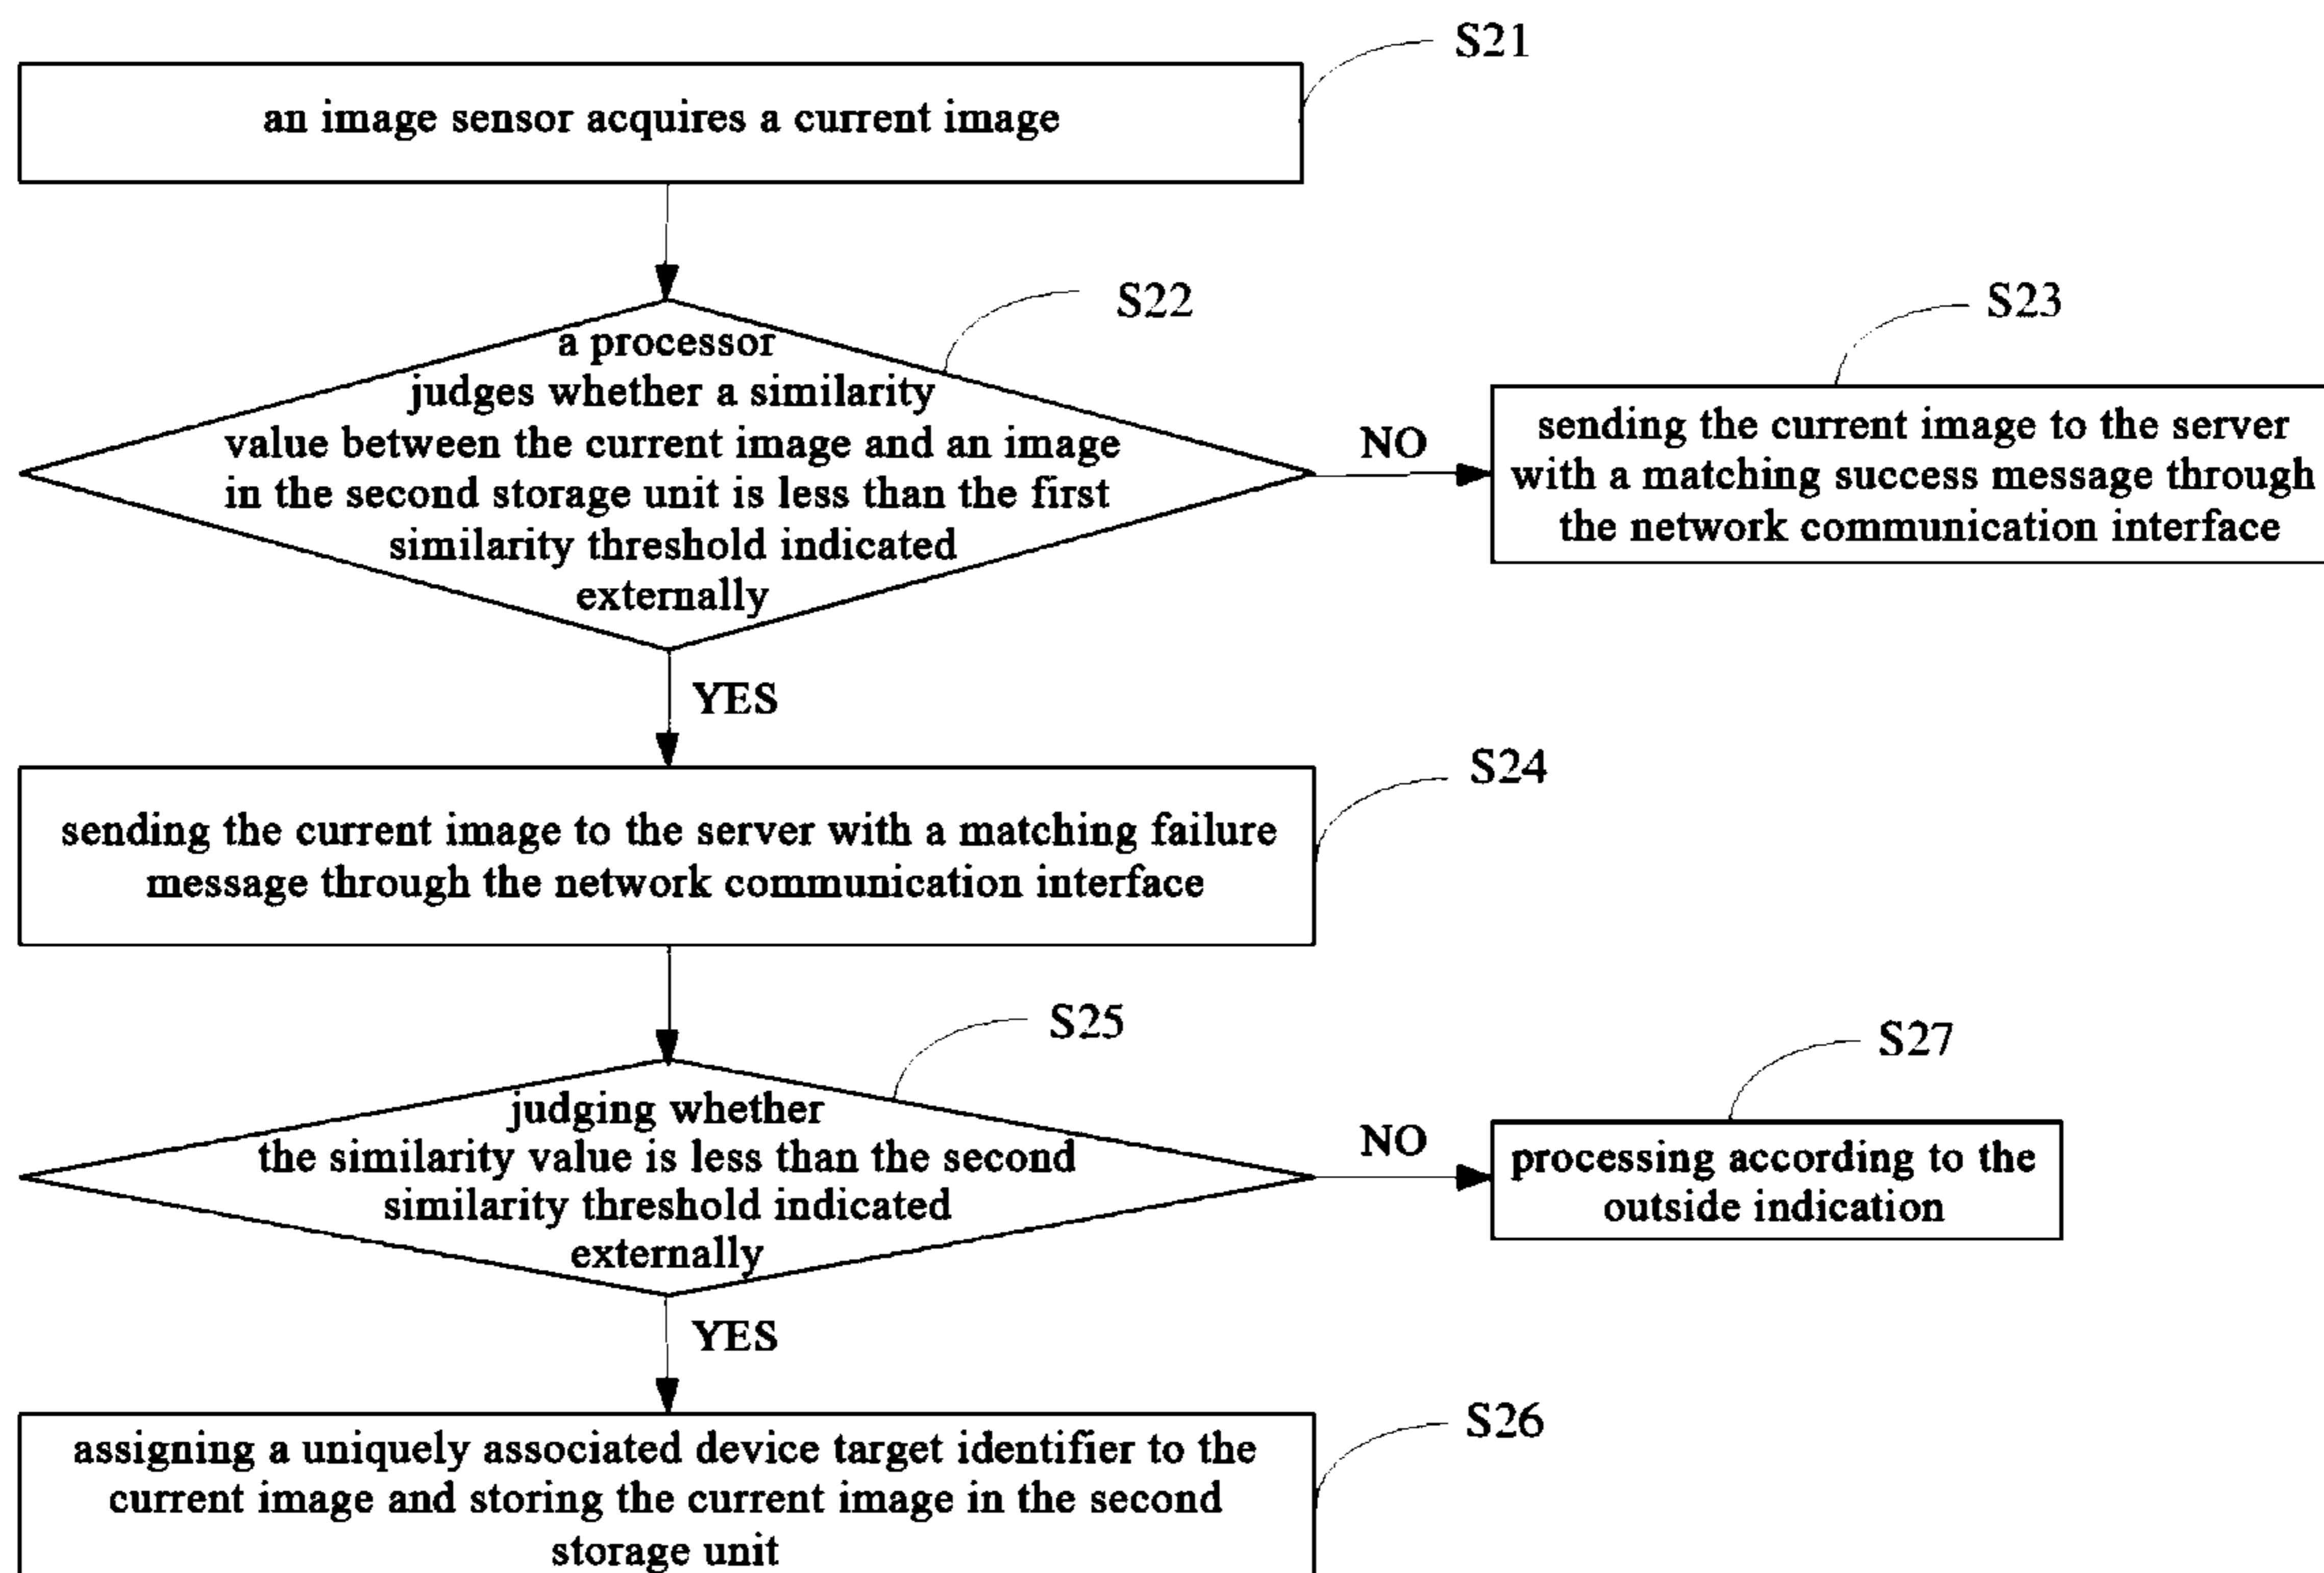 S21
an image sensor acquires a current image
S22
a processor
judges whether a similarity
value between the current image and an image
in the second storage unit is less than the first
similarity threshold indicated
externally
NO
S23
sending the current image to the server
with a matching success message through
the network communication interface
YES
S24
sending the current image to the server with a matching failure
message through the network communication interface
S25
judging whether
the similarity value is less than the second
similarity threshold indicated
externally
NO
S27
processing according to the
outside indication
YES
S26
assigning a uniquely associated device target identifier to the
current image and storing the current image in the second
storage unit